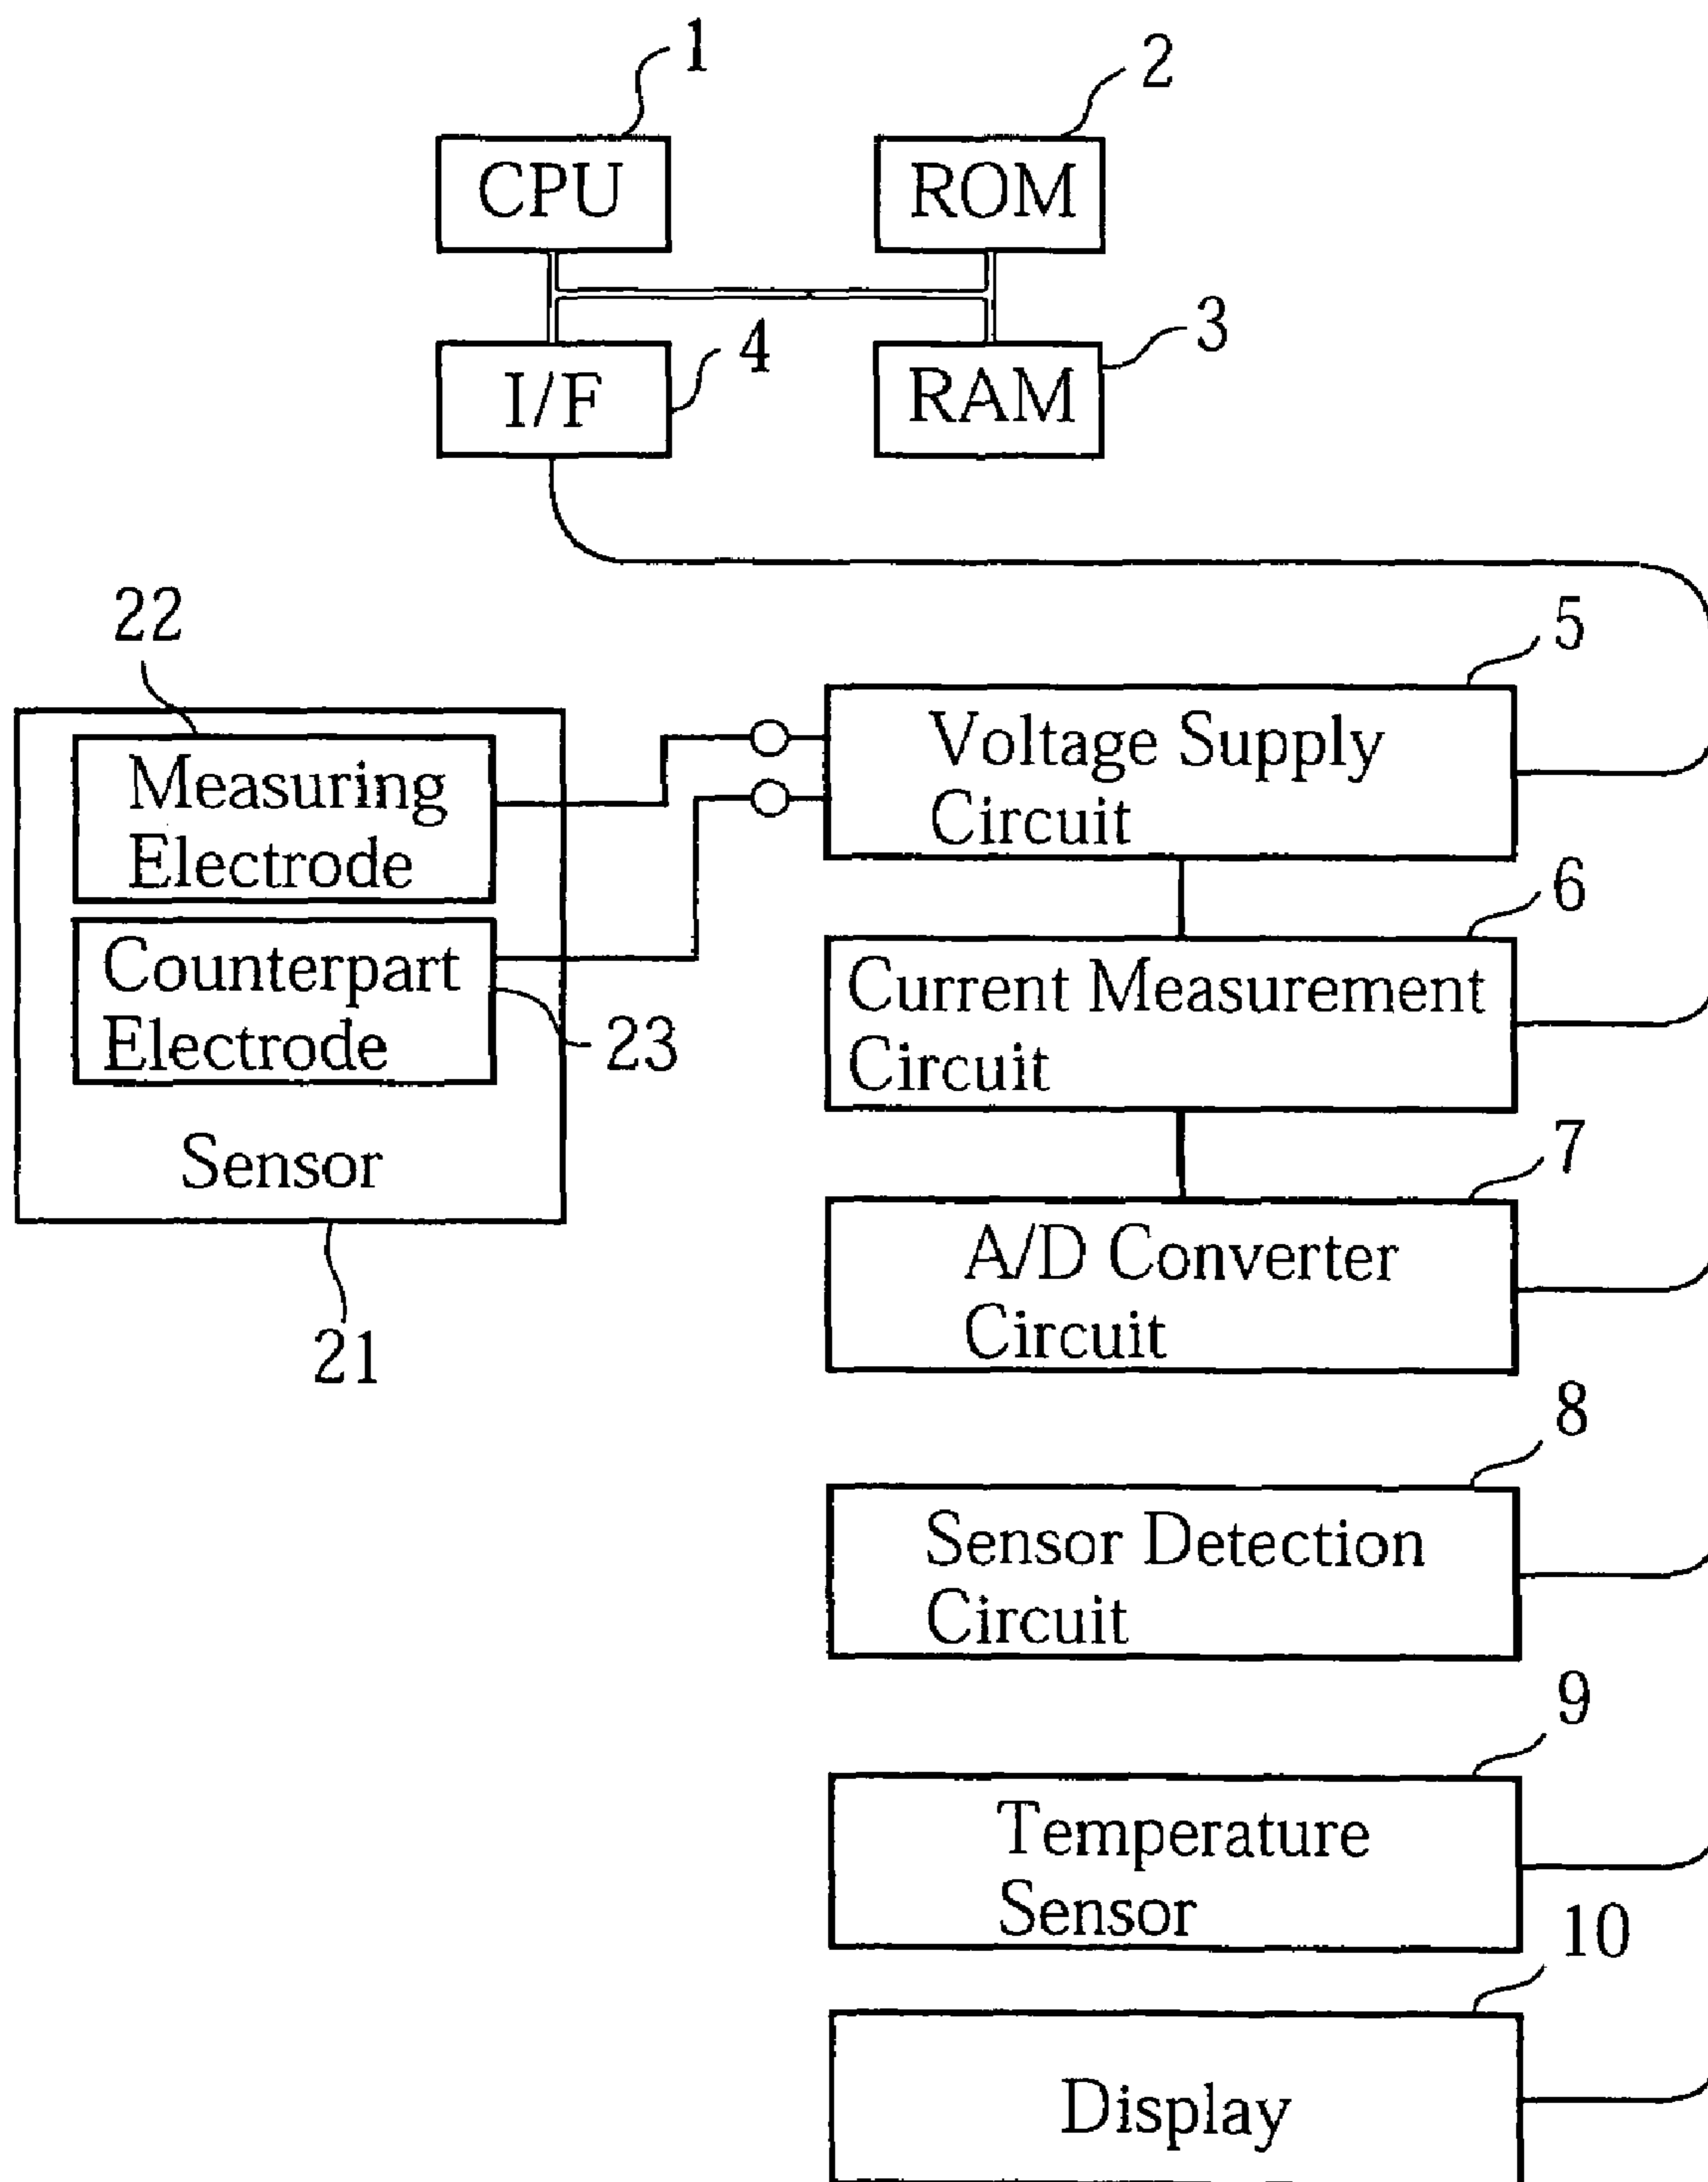 1
2
CPU
ROM
3
4
I/F
RAM
22
5
Measuring
Electrode
Voltage Supply
Circuit
6
Counterpart
Electrode
23
Current Measurement
Circuit
Sensor
7
21
A/D Converter
Circuit
8
Sensor Detection
Circuit
9
Temperature
Sensor
10
Display